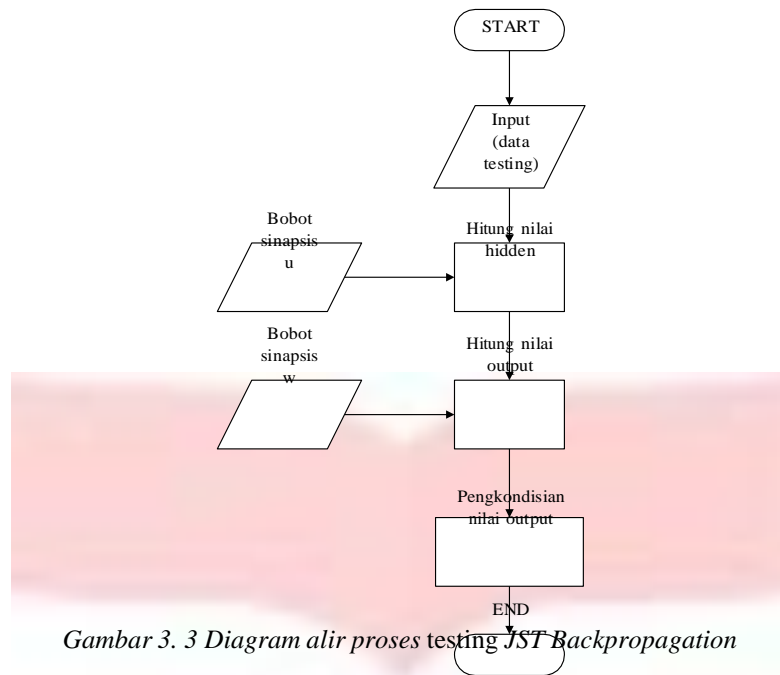 START
Input
(data
testing)
Bobot
sinapsis
u
Hitung nilai
hidden
Bobot
sinapsis
w
Hitung nilai
output
Pengkondisian
nilai output
END
Gambar 3. 3 Diagram alir proses testing JST Backpropagation